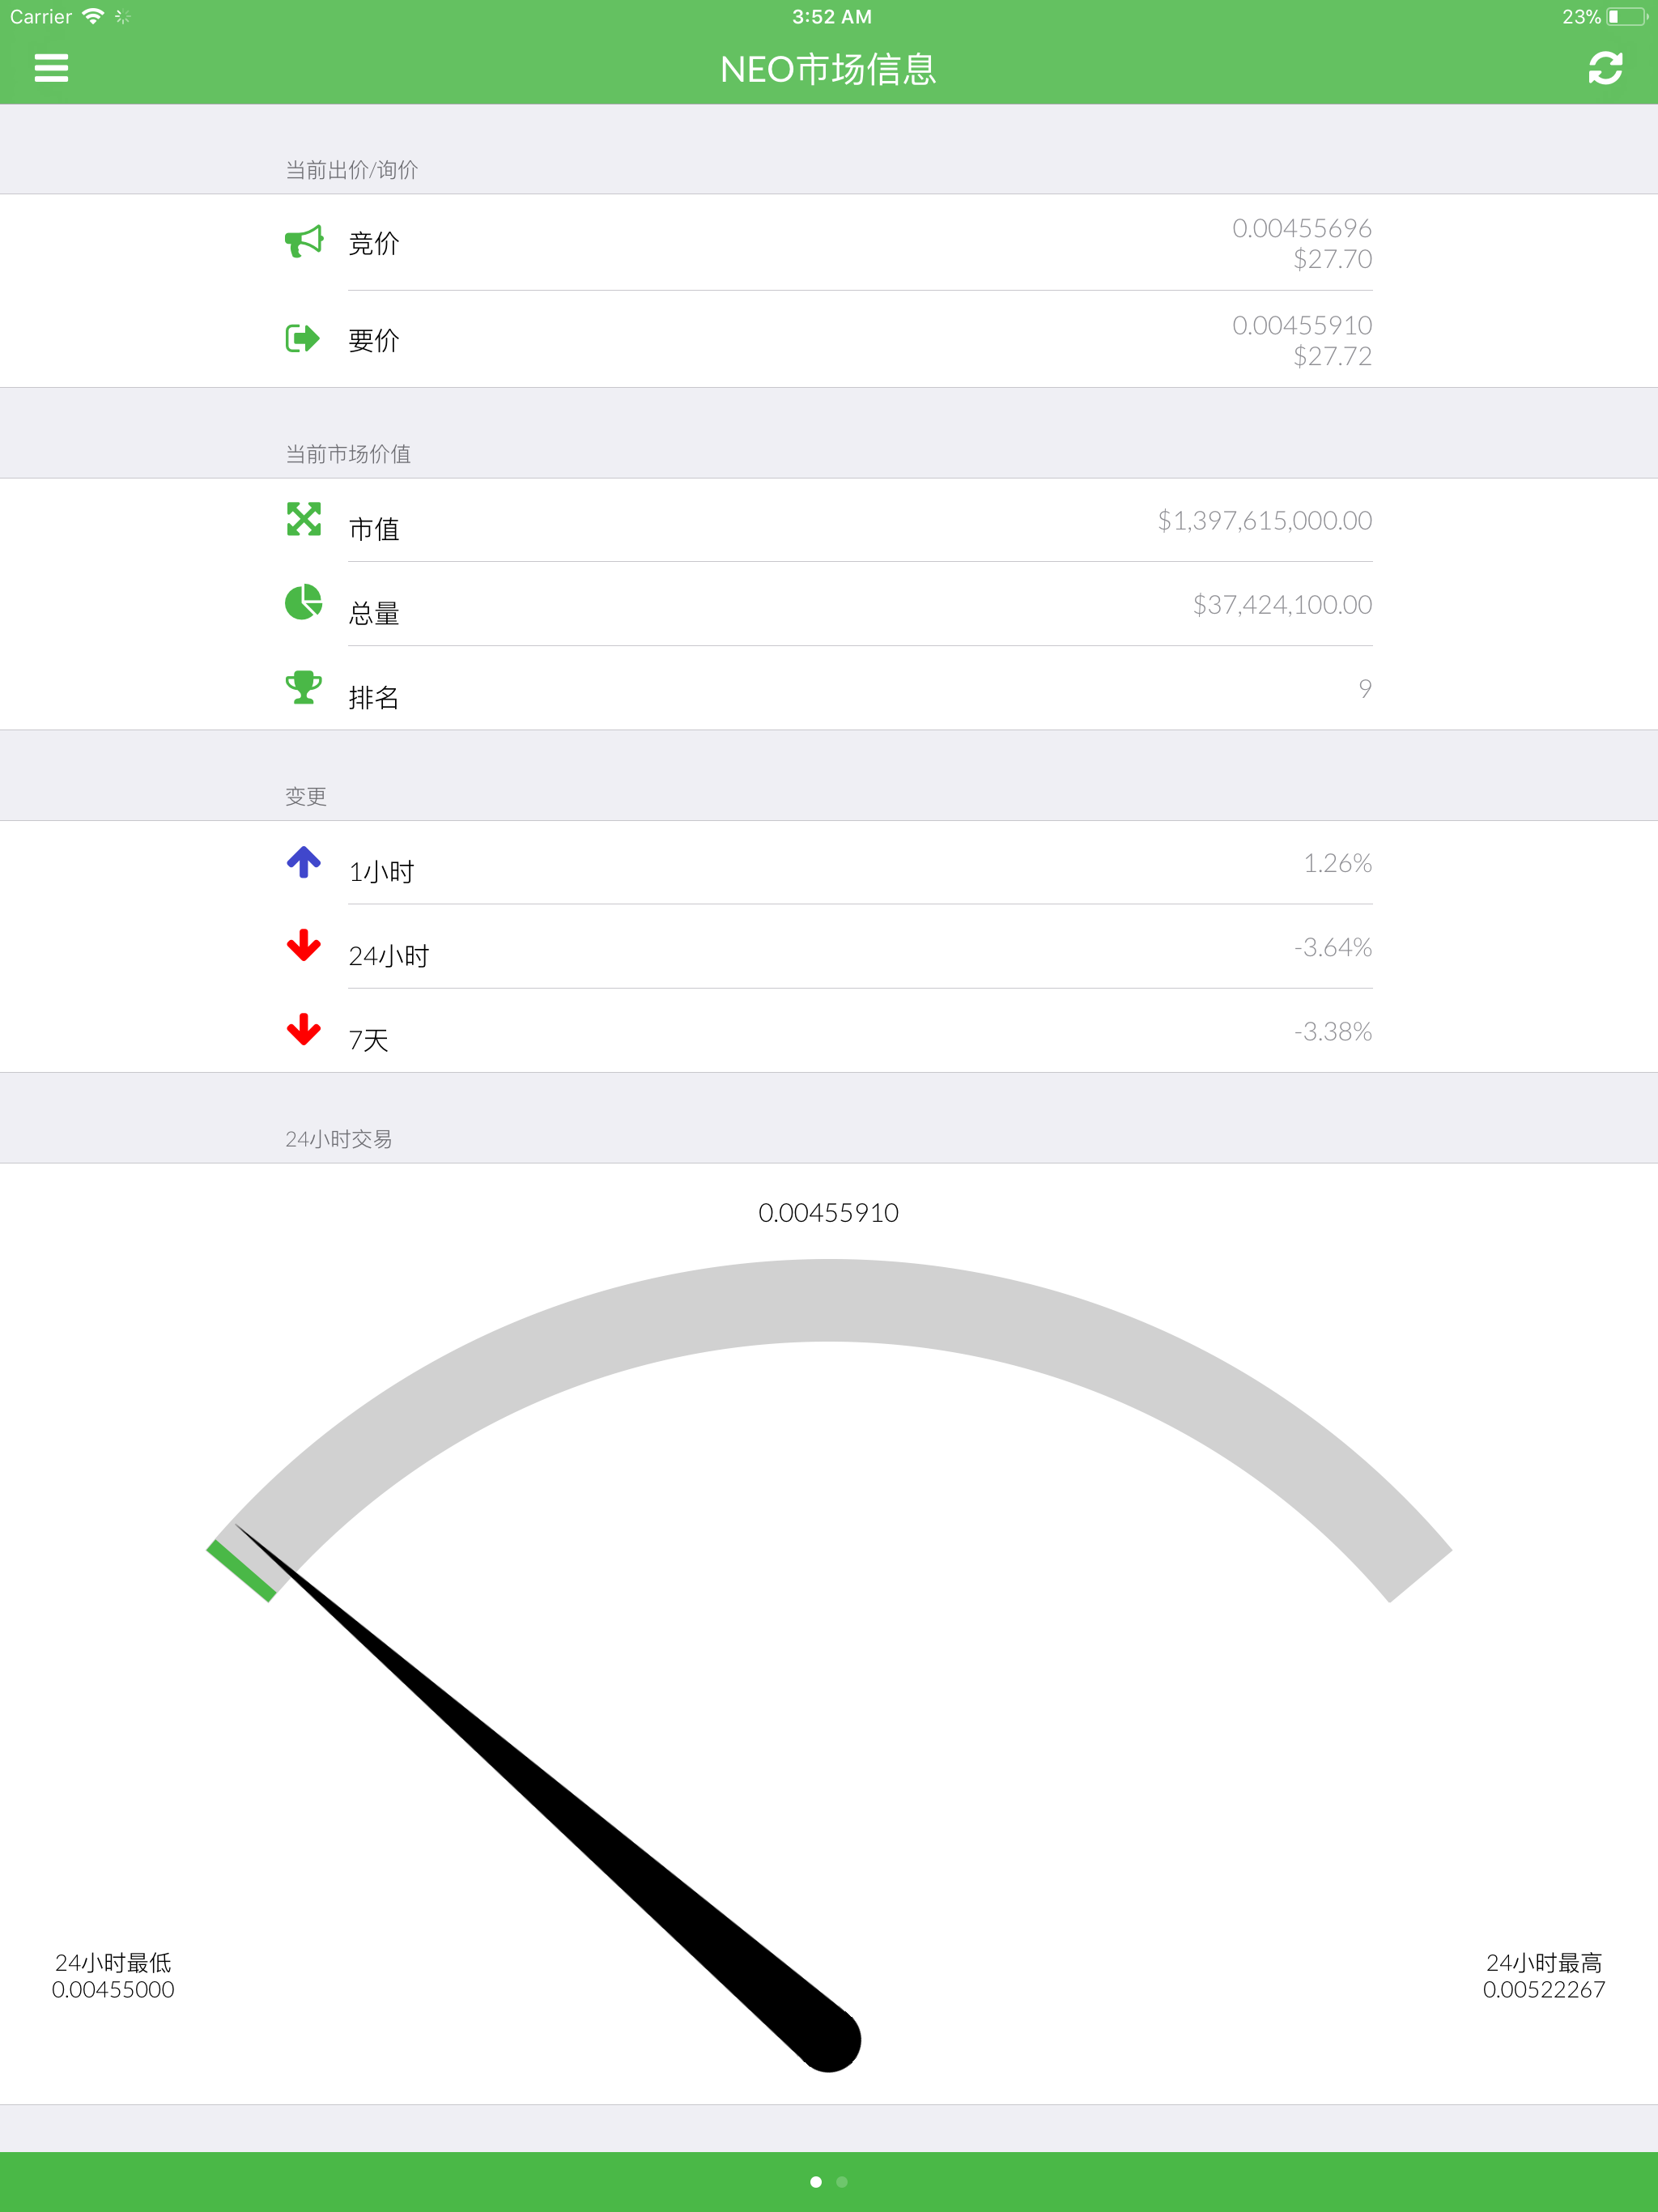 Carrier 3:52 AM 23%
NEO市场信息
当前出价/询价
竞价
0.00455696
$27.70
要价
0.00455910
$27.72
当前市场价值
市值 $1,397,615,000.00
总量 $37,424,100.00
排名 9
变更
1小时 1.26%
24小时 -3.64%
7天 -3.38%
24小时交易
0.00455910
24小时最低
0.00455000
24小时最高
0.00522267